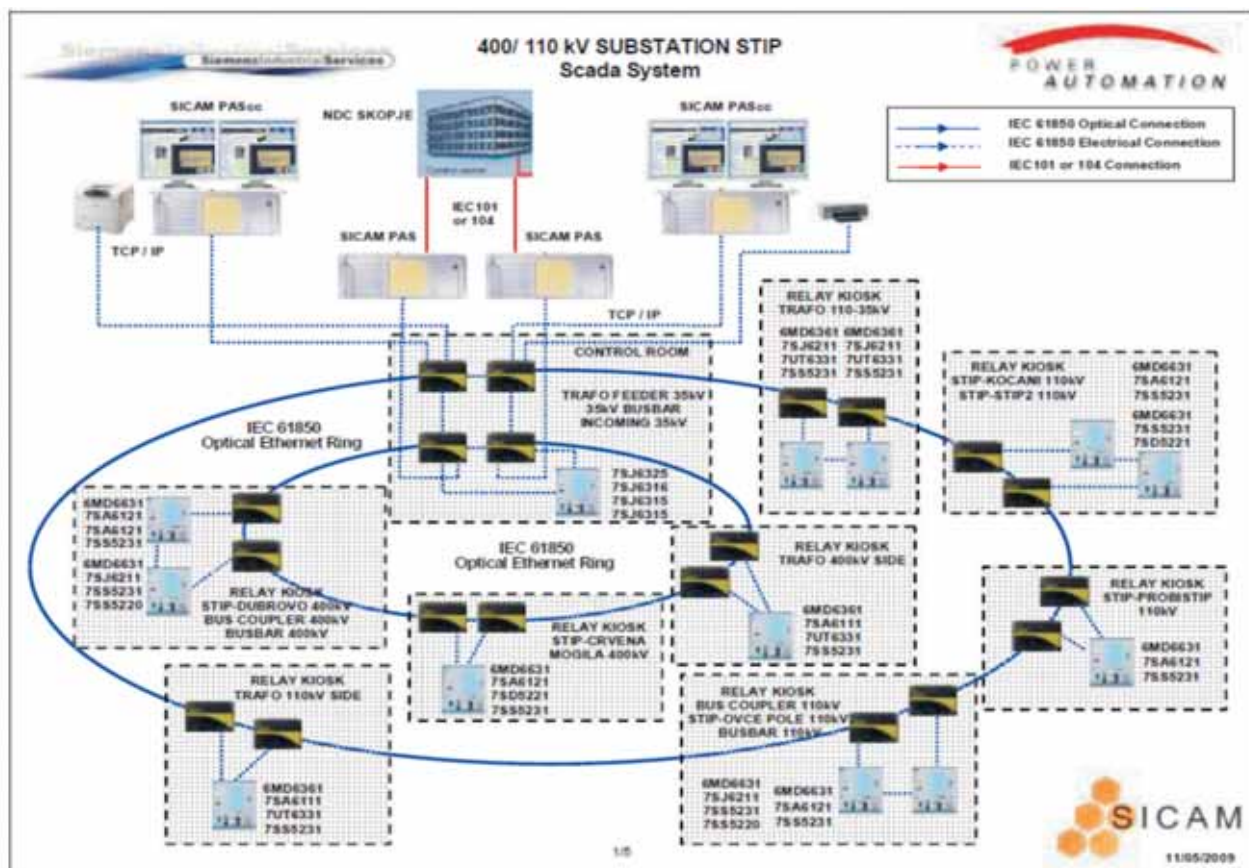 SiemensIndustrialServices
400/ 110 kV SUBSTATION STIP
Scada System
POWER
AUTOMATION
SICAM PAScc
NDC SKOPJE
SICAM PAScc
IEC 61850 Optical Connection
IEC 61850 Electrical Connection
IEC101 or 104 Connection
IEC101
or 104
TCP / IP
SICAM PAS
SICAM PAS
TCP / IP
CONTROL ROOM
TRAFO FEEDER 35kV
35kV BUSBAR
INCOMING 35kV
7SJ6325
7SJ6316
7SJ6315
7SJ6315
RELAY KIOSK
TRAFO 110-35kV
6MD6361 6MD6361
7SJ6211 7SJ6211
7UT6331 7UT6331
7SS5231 7SS5231
RELAY KIOSK
STIP-KOCANI 110kV
STIP-STIP2 110kV
6MD6631
7SA6121
7SS5231
6MD6631
7SS5231
7SD5221
IEC 61850
Optical Ethernet Ring
6MD6631
7SA6121
7SA6121
7SS5231
6MD6631
7SJ6211
7SS5231
7SS5220
RELAY KIOSK
STIP-DUBROVO 400kV
BUS COUPLER 400kV
BUSBAR 400kV
IEC 61850
Optical Ethernet Ring
RELAY KIOSK
TRAFO 400kV SIDE
6MD6361
7SA6111
7UT6331
7SS5231
RELAY KIOSK
STIP-PROBISTIP
110kV
6MD6631
7SA6121
7SS5231
RELAY KIOSK
STIP-CRVENA
MOGILA 400kV
6MD6631
7SA6121
7SD5221
7SS5231
RELAY KIOSK
TRAFO 110kV SIDE
6MD6361
7SA6111
7UT6331
7SS5231
RELAY KIOSK
BUS COUPLER 110kV
STIP-OVCE POLE 110kV
BUSBAR 110kV
6MD6631
7SJ6211
7SS5231
7SS5220
6MD6631
7SA6121
7SS5231
SICAM
1/5
11/05/2009